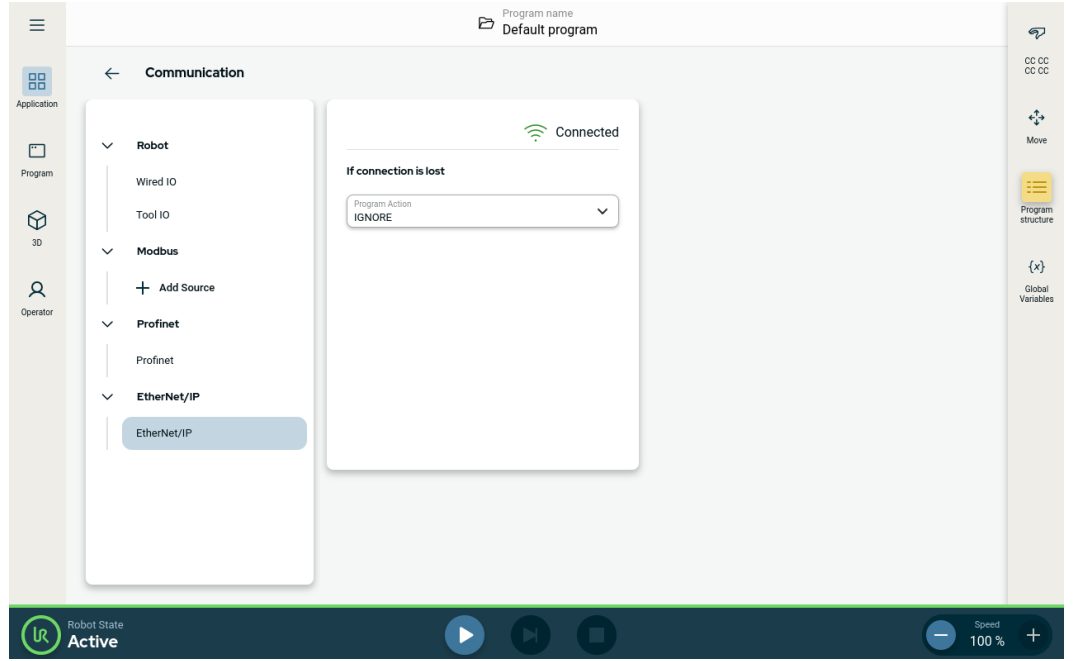 Program name
Default program
Application
Program
3D
Operator
Communication
Robot
Wired IO
Tool IO
Modbus
Add Source
Profinet
Profinet
EtherNet/IP
EtherNet/IP
Connected
If connection is lost
Program Action
IGNORE
CC CC
CC CC
Move
Program
structure
{x}
Global
Variables
Robot State
Active
Speed
100 %